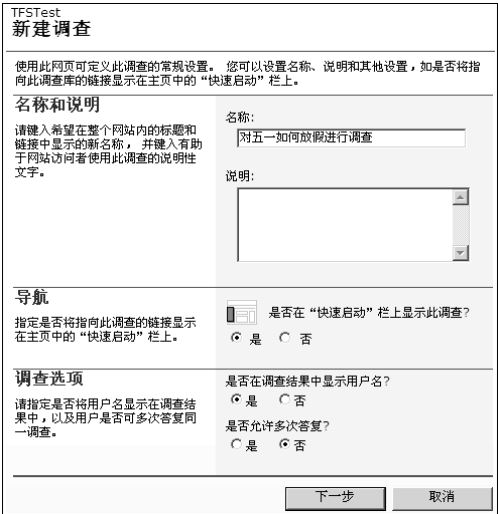 TFSTest
新建调查
使用此网页可定义此调查的常规设置。 您可以设置名称、说明和其他设置，如是否将指
向此调查库的链接显示在主页中的“快速启动”栏上。
名称和说明
请键入希望在整个网站内的标题和
链接中显示的新名称， 并键入有助
于网站访问者使用此调查的说明性
文字。
名称:
对五一如何放假进行调查
说明:
导航
指定是否将指向此调查的链接显示
在主页中的“快速启动”栏上。
是否在“快速启动”栏上显示此调查?
是 否
调查选项
请指定是否将用户名显示在调查结
果中，以及用户是否可多次答复同
一调查。
是否在调查结果中显示用户名?
是 否
是否允许多次答复?
是 否
下一步 取消